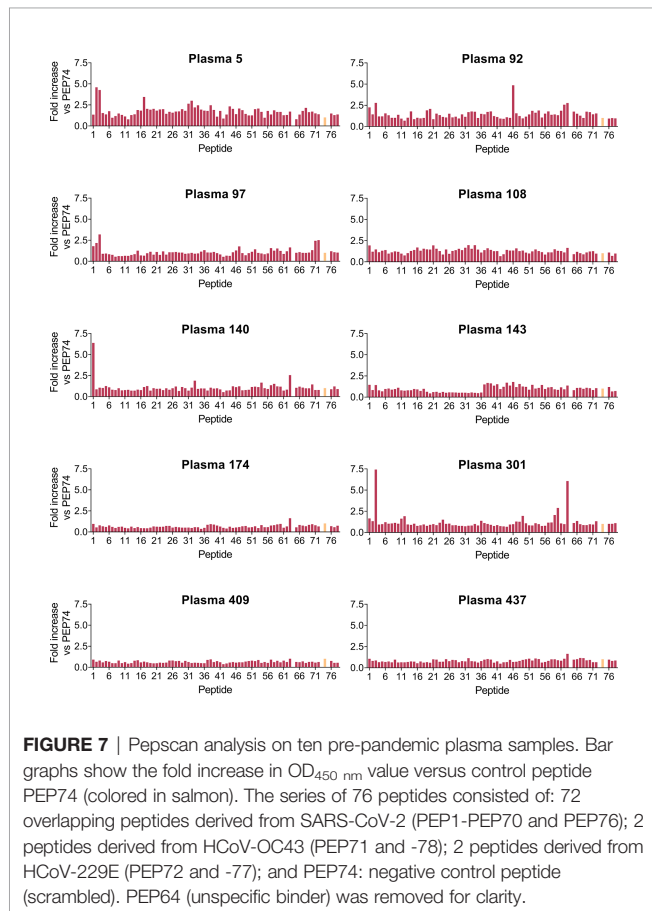 Plasma 5
Plasma 92
Fold increase
vs PEP74
7.5
5.0
2.5
0.0
1 6 11 16 21 26 31 36 41 46 51 56 61 66 71 76
Peptide
7.5
5.0
2.5
0.0
1 6 11 16 21 26 31 36 41 46 51 56 61 66 71 76
Peptide
Plasma 97
Plasma 108
Fold increase
vs PEP74
7.5
5.0
2.5
0.0
1 6 11 16 21 26 31 36 41 46 51 56 61 66 71 76
Peptide
7.5
5.0
2.5
0.0
1 6 11 16 21 26 31 36 41 46 51 56 61 66 71 76
Peptide
Plasma 140
Plasma 143
Fold increase
vs PEP74
7.5
5.0
2.5
0.0
1 6 11 16 21 26 31 36 41 46 51 56 61 66 71 76
Peptide
7.5
5.0
2.5
0.0
1 6 11 16 21 26 31 36 41 46 51 56 61 66 71 76
Peptide
Plasma 174
Plasma 301
Fold increase
vs PEP74
7.5
5.0
2.5
0.0
1 6 11 16 21 26 31 36 41 46 51 56 61 66 71 76
Peptide
7.5
5.0
2.5
0.0
1 6 11 16 21 26 31 36 41 46 51 56 61 66 71 76
Peptide
Plasma 409
Plasma 437
Fold increase
vs PEP74
7.5
5.0
2.5
0.0
1 6 11 16 21 26 31 36 41 46 51 56 61 66 71 76
Peptide
7.5
5.0
2.5
0.0
1 6 11 16 21 26 31 36 41 46 51 56 61 66 71 76
Peptide
FIGURE 7 | Pepscan analysis on ten pre-pandemic plasma samples. Bar
graphs show the fold increase in OD450 nm value versus control peptide
PEP74 (colored in salmon). The series of 76 peptides consisted of: 72
overlapping peptides derived from SARS-CoV-2 (PEP1-PEP70 and PEP76); 2
peptides derived from HCoV-OC43 (PEP71 and -78); 2 peptides derived from
HCoV-229E (PEP72 and -77); and PEP74: negative control peptide
(scrambled). PEP64 (unspecific binder) was removed for clarity.